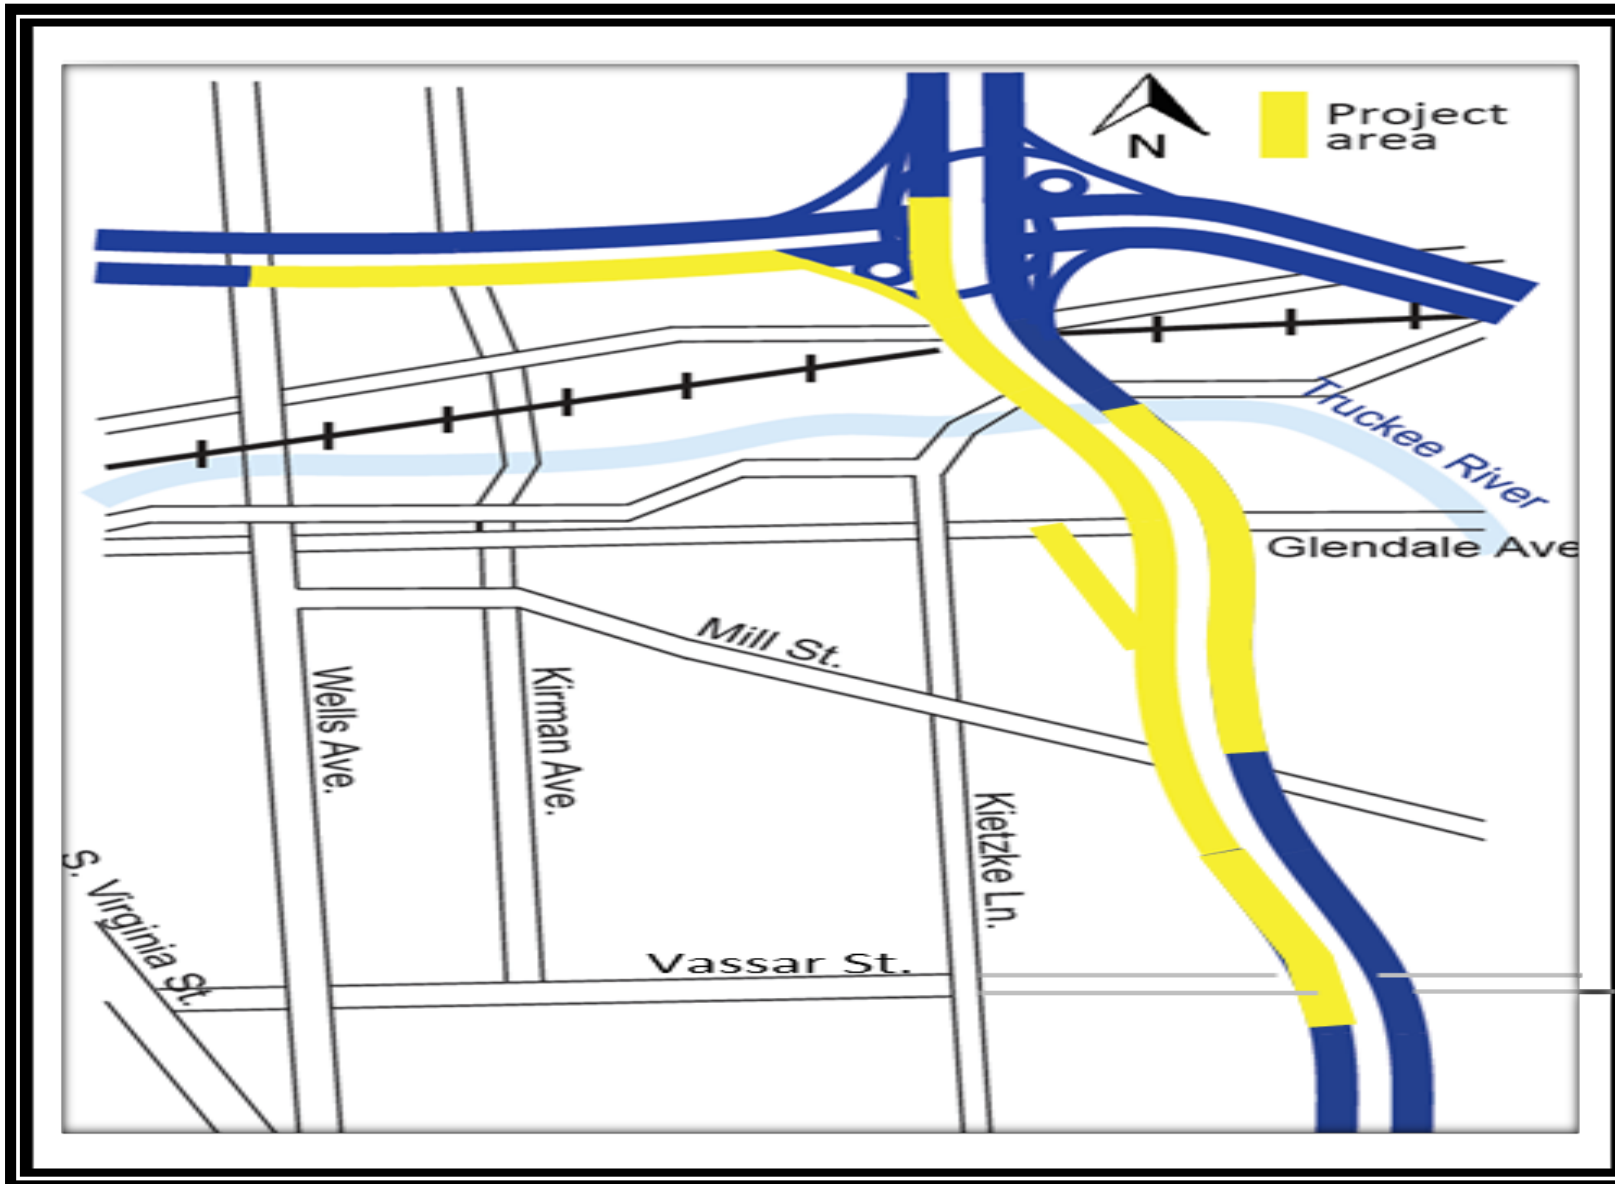 N
Project
area
Truckee River
Glendale Ave
Mill St.
Wells Ave.
Kirman Ave.
Kietzke Ln.
S. Virginia St.
Vassar St.